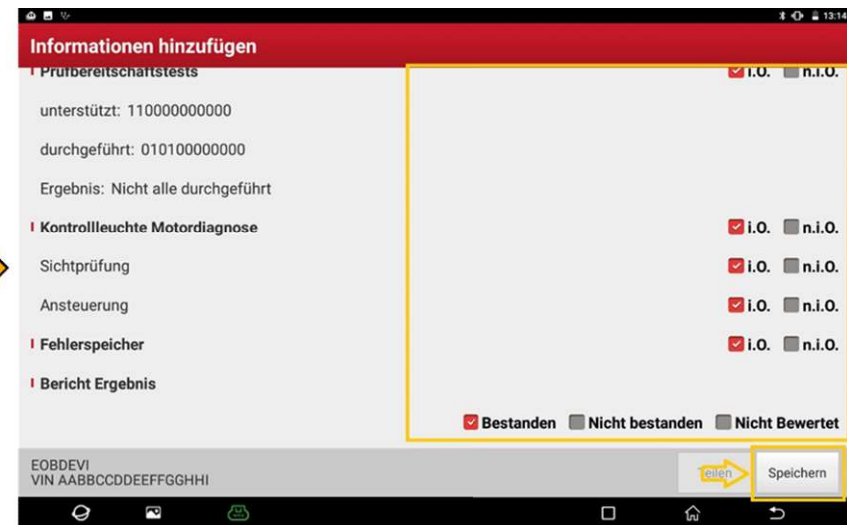 13:14
Informationen hinzufügen
Prüfbereitschaftstests i.O. n.i.O.
unterstützt: 110000000000
durchgeführt: 010100000000
Ergebnis: Nicht alle durchgeführt
Kontrollleuchte Motordiagnose i.O. n.i.O.
Sichtprüfung i.O. n.i.O.
Ansteuerung i.O. n.i.O.
Fehlerspeicher i.O. n.i.O.
Bericht Ergebnis
Bestanden Nicht bestanden Nicht Bewertet
EOBDEVI
VIN AABBCCDDEEFFGGHHI
Teilen Speichern